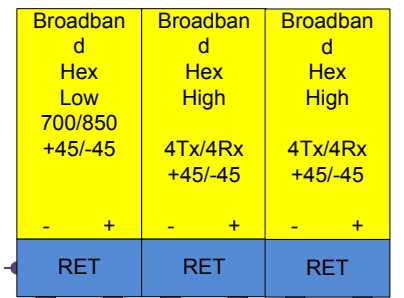 Broadban
d
Hex
Low
700/850
+45/-45
- +
Broadban
d
Hex
High
4Tx/4Rx
+45/-45
- +
Broadban
d
Hex
High
4Tx/4Rx
+45/-45
- +
RET
RET
RET